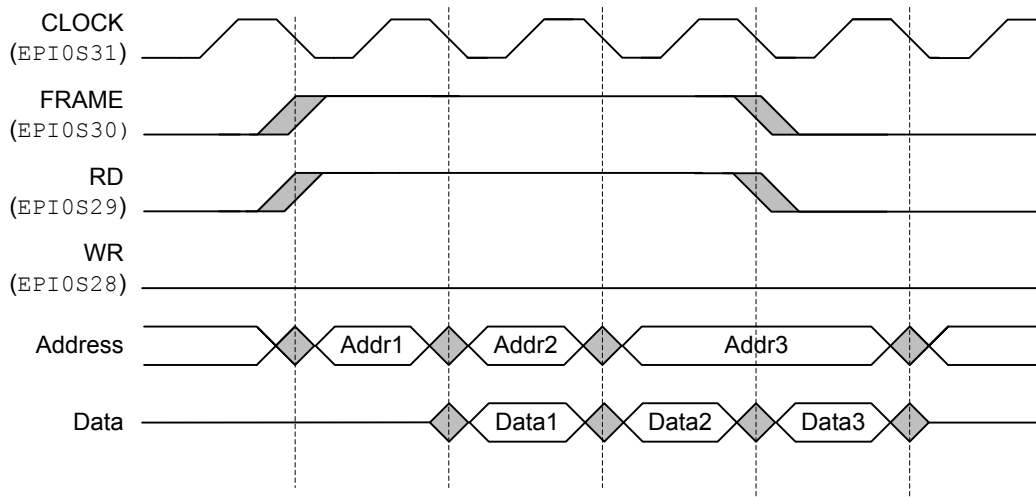 CLOCK
(EPI0S31)
FRAME
(EPI0S30)
RD
(EPI0S29)
WR
(EPI0S28)
Address
Addr1
Addr2
Addr3
Data
Data1
Data2
Data3